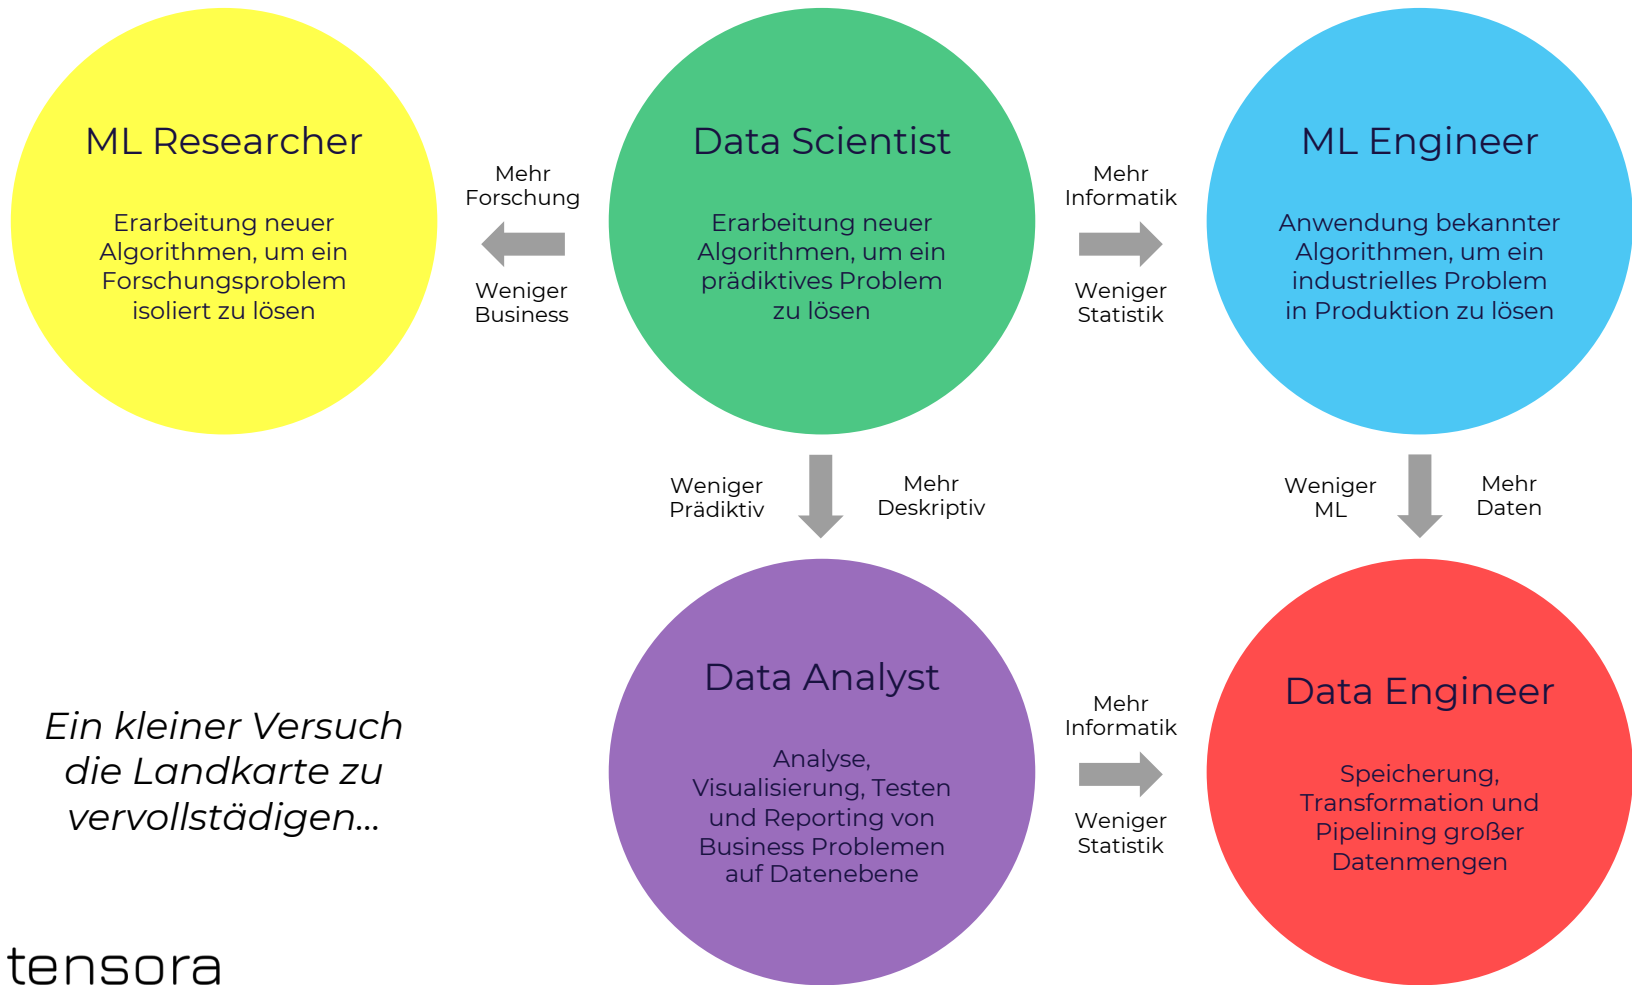 ML Researcher
Erarbeitung neuer
Algorithmen, um ein
Forschungsproblem
isoliert zu lösen
Mehr
Forschung
Weniger
Business
Data Scientist
Erarbeitung neuer
Algorithmen, um ein
prädiktives Problem
zu lösen
Mehr
Informatik
Weniger
Statistik
ML Engineer
Anwendung bekannter
Algorithmen, um ein
industrielles Problem
in Produktion zu lösen
Weniger
Prädiktiv
Mehr
Deskriptiv
Weniger
ML
Mehr
Daten
Ein kleiner Versuch
die Landkarte zu
vervollstädigen...
Data Analyst
Analyse,
Visualisierung, Testen
und Reporting von
Business Problemen
auf Datenebene
Mehr
Informatik
Weniger
Statistik
Data Engineer
Speicherung,
Transformation und
Pipelining großer
Datenmengen
tensora